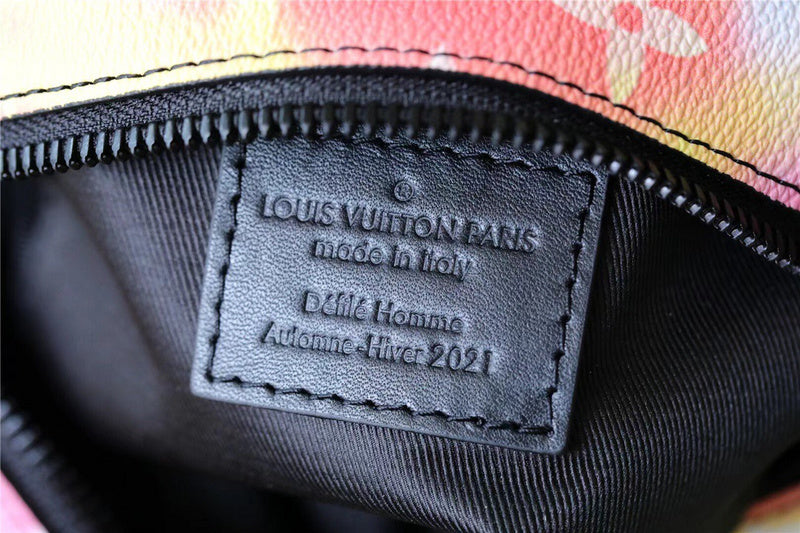 ®
LOUIS VUITTON PARIS
made in Italy
Défilé Homme
Automne-Hiver 2021